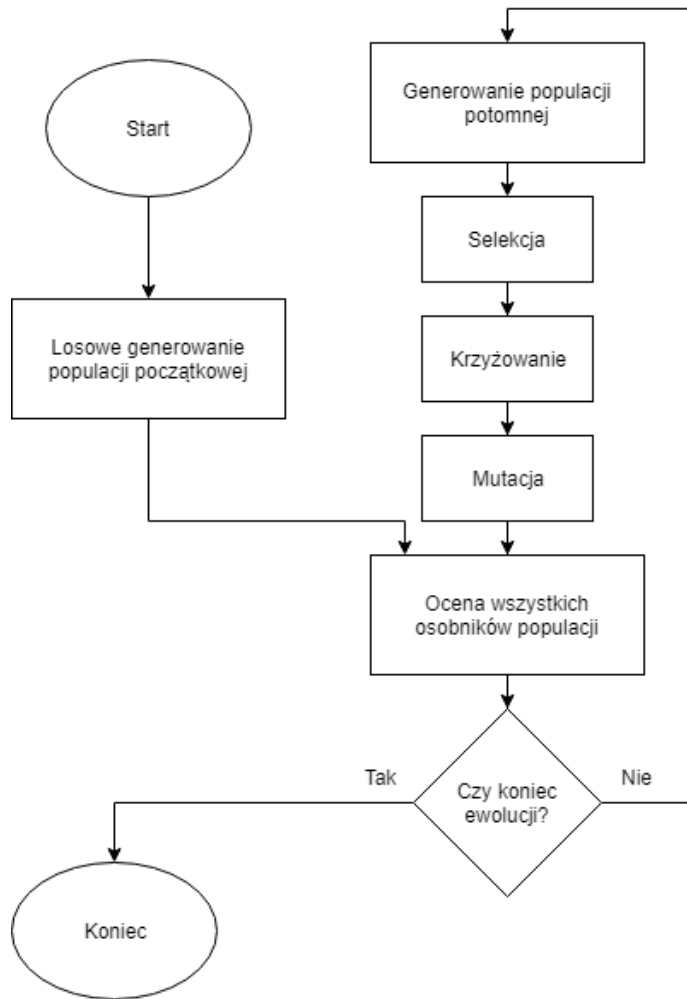 Start
Losowe generowanie
populacji początkowej
Generowanie populacji
potomnej
Selekcja
Krzyżowanie
Mutacja
Ocena wszystkich
osobników populacji
Czy koniec
ewolucji?
Tak
Nie
Koniec